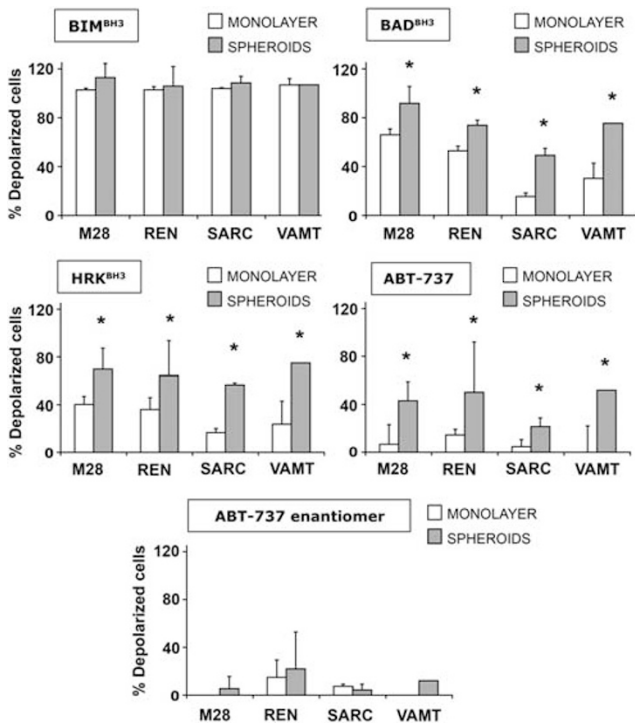 BIM^BH3
MONOLAYER
SPHEROIDS
% Depolarized cells
120
80
40
0
M28 REN SARC VAMT
BAD^BH3
MONOLAYER
SPHEROIDS
120
80
40
0
* * * *
M28 REN SARC VAMT
HRK^BH3
MONOLAYER
SPHEROIDS
% Depolarized cells
120
80
40
0
* * * *
M28 REN SARC VAMT
ABT-737
MONOLAYER
SPHEROIDS
120
80
40
0
* * * *
M28 REN SARC VAMT
ABT-737 enantiomer
MONOLAYER
SPHEROIDS
% Depolarized cells
120
80
40
0
M28 REN SARC VAMT